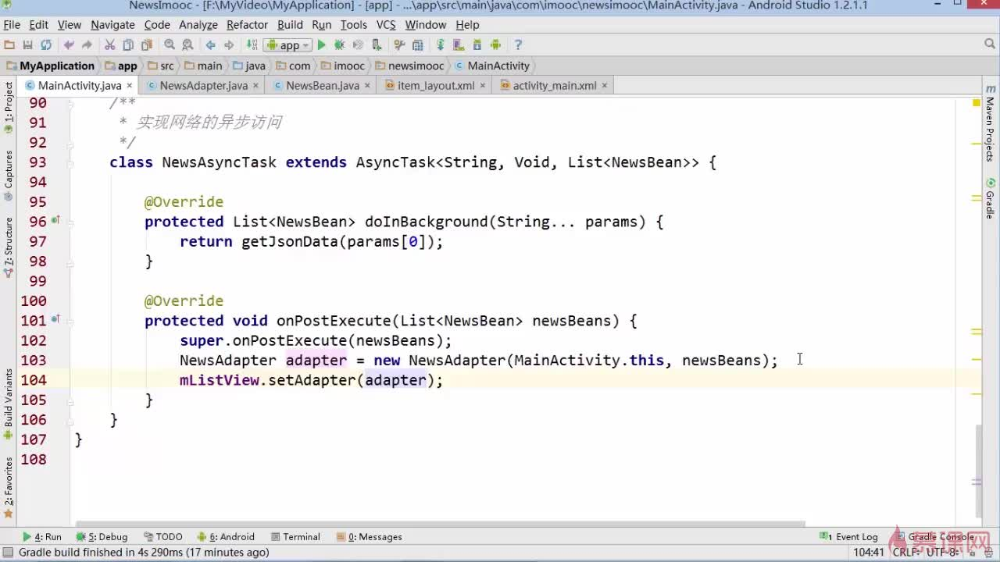 NewsImooc - [F:\MyVideo\MyApplication] - [app] - ...\app\src\main\java\com\imooc\newsimooc\MainActivity.java - Android Studio 1.2.1.1
File Edit View Navigate Code Analyze Refactor Build Run Tools VCS Window Help
app
MyApplication app src main java com imooc newsimooc MainActivity
MainActivity.java NewsAdapter.java NewsBean.java item_layout.xml activity_main.xml
1: Project
Captures
Z: Structure
Build Variants
2: Favorites
90 /**
91 * 实现网络的异步访问
92 */
93 class NewsAsyncTask extends AsyncTask<String, Void, List<NewsBean>> {
94
95 @Override
96 protected List<NewsBean> doInBackground(String... params) {
97 return getJsonData(params[0]);
98 }
99
100 @Override
101 protected void onPostExecute(List<NewsBean> newsBeans) {
102 super.onPostExecute(newsBeans);
103 NewsAdapter adapter = new NewsAdapter(MainActivity.this, newsBeans);
104 mListView.setAdapter(adapter);
105 }
106 }
107 }
108
Maven Projects
Gradle
4: Run 5: Debug TODO 6: Android Terminal 0: Messages 1 Event Log Gradle Console
Gradle build finished in 4s 290ms (17 minutes ago) 104:41 CRLF: UTF-8:
慕课网